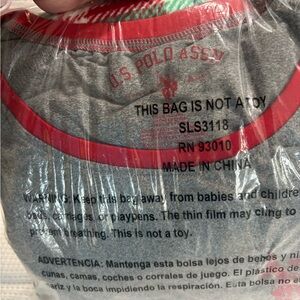 U.S. POLO ASSN.
THIS BAG IS NOT A TOY
SLS3118
RN 93010
MADE IN CHINA
WARNING: Keep this bag away from babies and childre
beds, carriages, or playpens. The thin film may cling to
prevent breathing. This is not a toy.
ADVERTENCIA: Mantenga esta bolsa lejos de bebés y ni
cunas, camas, coches o corrales de juego. El plástico de
nariz y la boca impidiendo la respiración. Esta bolsa no e